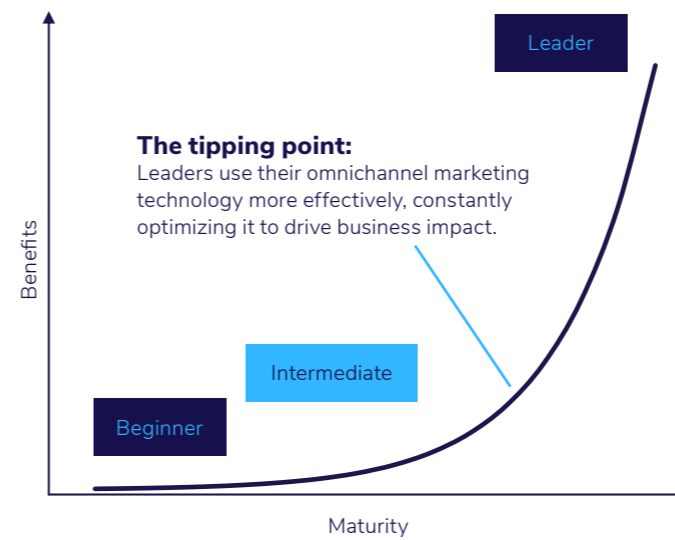 Leader
The tipping point:
Leaders use their omnichannel marketing
technology more effectively, constantly
optimizing it to drive business impact.
Benefits
Intermediate
Beginner
Maturity